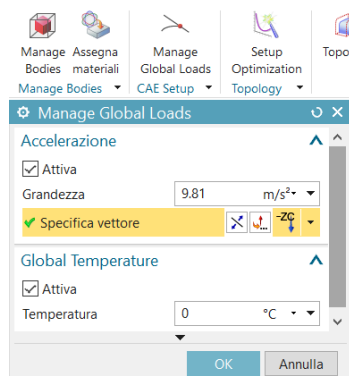 Manage Assegna Manage Setup Topo
Bodies materiali Global Loads Optimization
Manage Bodies CAE Setup Topology
Manage Global Loads
Accelerazione
Attiva
Grandezza 9.81 m/s²
Specifica vettore -ZC
Global Temperature
Attiva
Temperatura 0 °C
OK Annulla